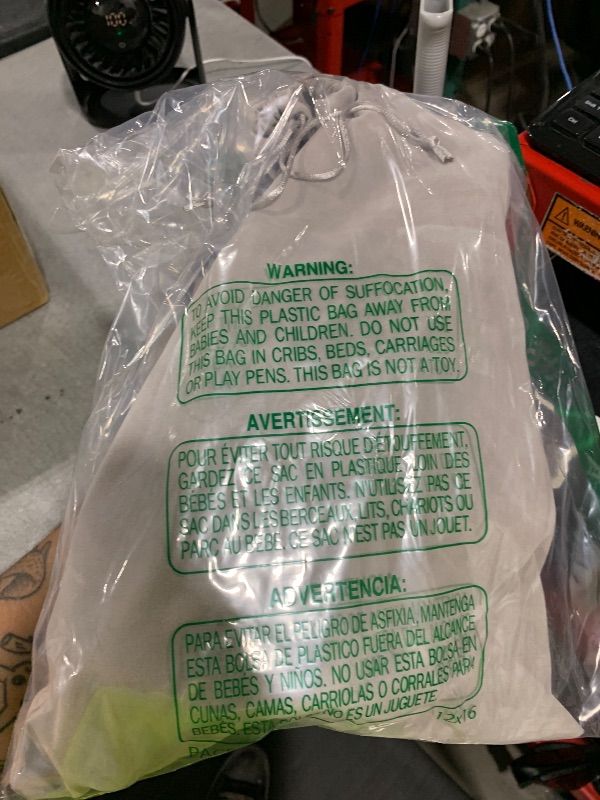 100
WARNING:
TO AVOID DANGER OF SUFFOCATION,
KEEP THIS PLASTIC BAG AWAY FROM
BABIES AND CHILDREN. DO NOT USE
THIS BAG IN CRIBS, BEDS, CARRIAGES
OR PLAY PENS. THIS BAG IS NOT A TOY.
AVERTISSEMENT:
POUR ÉVITER TOUT RISQUE D'ÉTOUFFEMENT,
GARDEZ CE SAC EN PLASTIQUE LOIN DES
BÉBÉS ET LES ENFANTS. N'UTILISEZ PAS CE
SAC DANS LES BERCEAUX, LITS, CHARIOTS OU
PARC AU BÉBÉ. CE SAC N'EST PAS UN JOUET.
ADVERTENCIA:
PARA EVITAR EL PELIGRO DE ASFIXIA, MANTENGA
ESTA BOLSA DE PLASTICO FUERA DEL ALCANCE
DE BEBÉS Y NIÑOS. NO USAR ESTA BOLSA EN
CUNAS, CAMAS, CARRIOLAS O CORRALES PARA
BEBÉS. ESTA NO ES UN JUGUETE
12x16
Ctrl